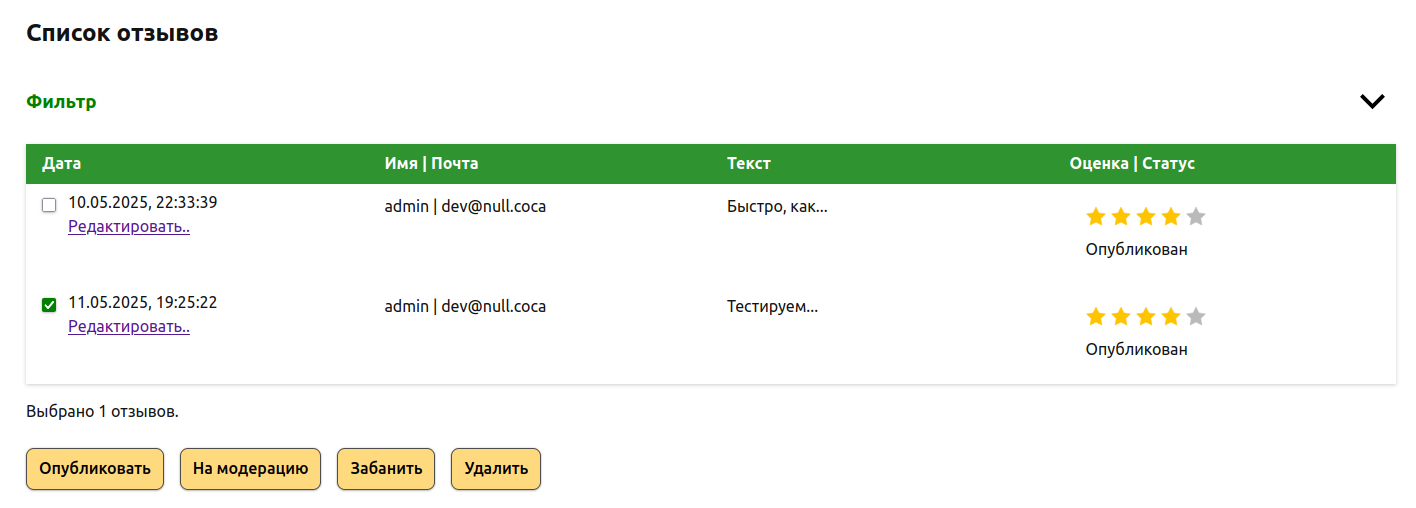 Список отзывов
Фильтр
Дата Имя | Почта Текст Оценка | Статус
10.05.2025, 22:33:39 admin | dev@null.coca Быстро, как...
Редактировать..
Опубликован
11.05.2025, 19:25:22 admin | dev@null.coca Тестируем...
Редактировать..
Опубликован
Выбрано 1 отзывов.
Опубликовать На модерацию Забанить Удалить